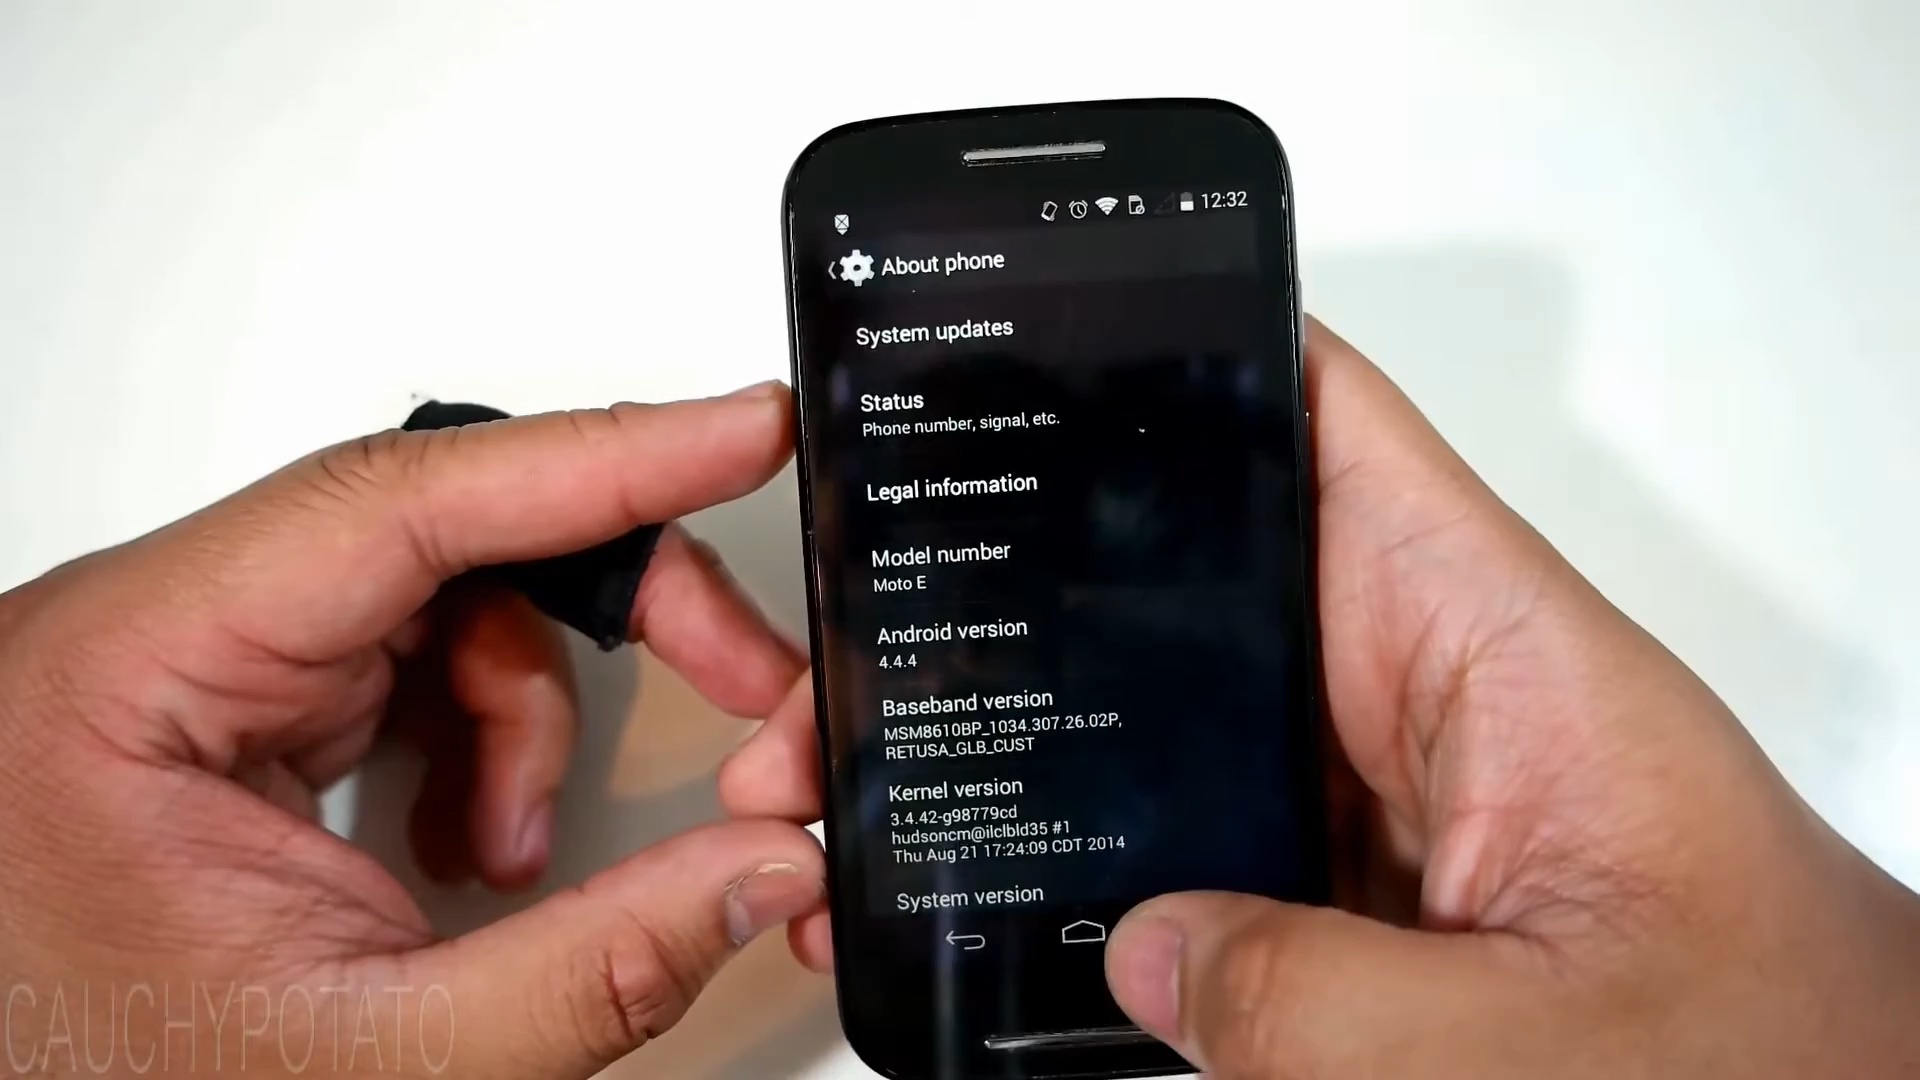 12:32
About phone
System updates
Status
Phone number, signal, etc.
Legal information
Model number
Moto E
Android version
4.4.4
Baseband version
MSM8610BP_1034.307.26.02P,
RETUSA_GLB_CUST
Kernel version
3.4.42-g98779cd
hudsoncm@ilclbld35 #1
Thu Aug 21 17:24:09 CDT 2014
System version
CAUCHYPOTATO